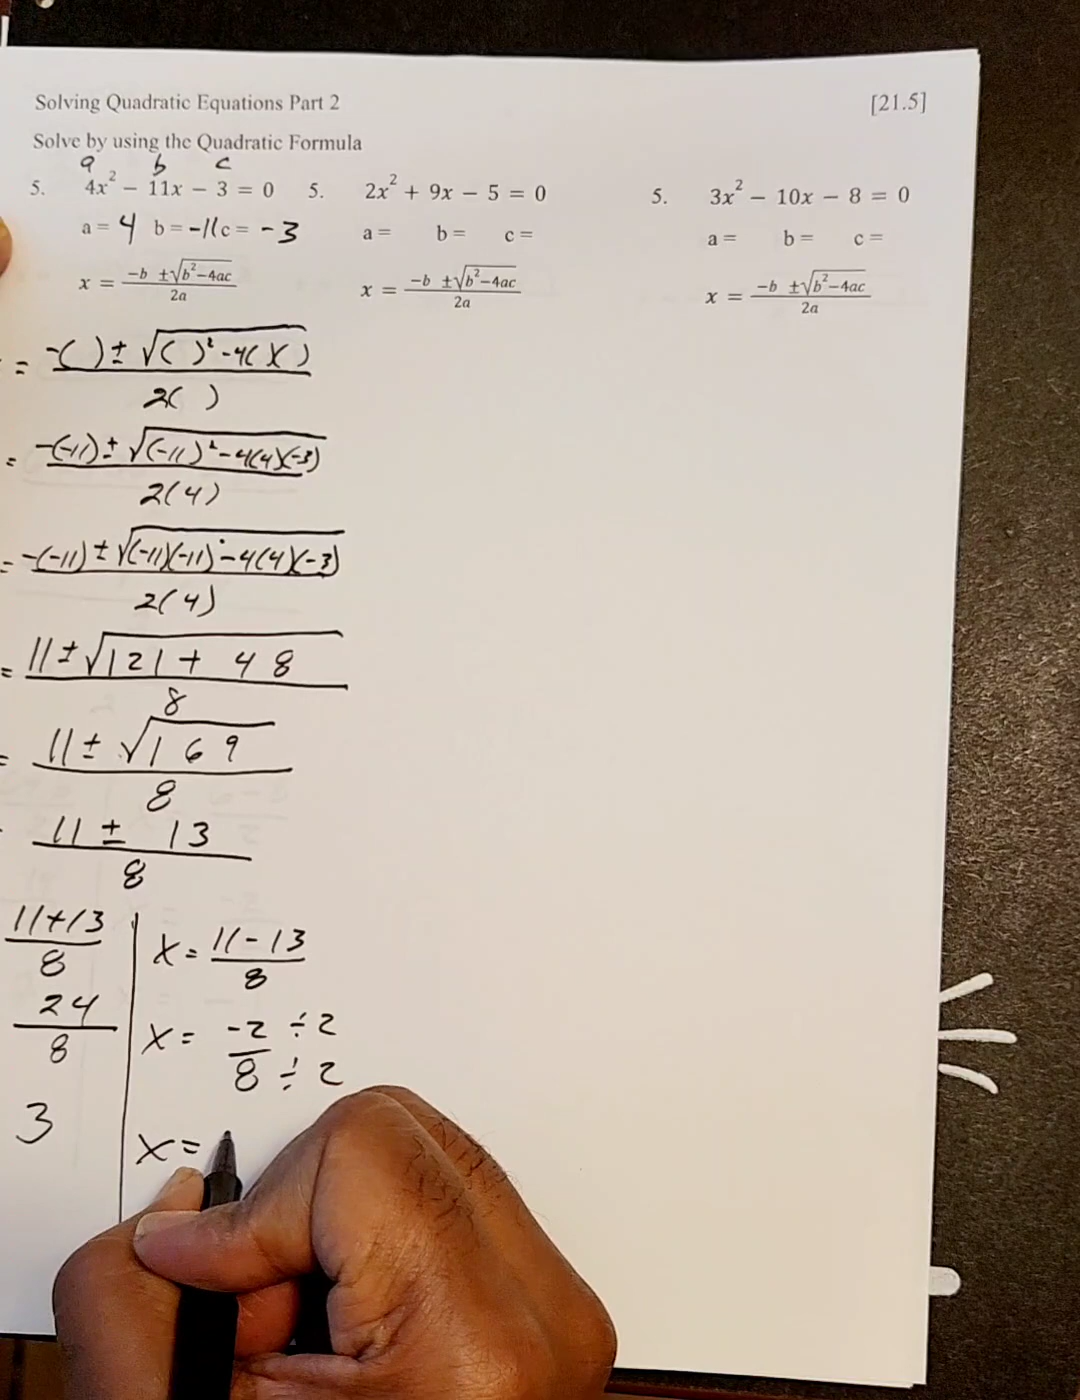 Solving Quadratic Equations Part 2 [21.5]
Solve by using the Quadratic Formula
a b c
5. 4x² − 11x − 3 = 0 5. 2x² + 9x − 5 = 0 5. 3x² − 10x − 8 = 0
a = 4 b = -11 c = -3 a = b = c = a = b = c =
x = (−b ±√(b²−4ac))/2a x = (−b ±√(b²−4ac))/2a x = (−b ±√(b²−4ac))/2a
= -( ) ± √(( )² - 4( )( ))
2( )
= -(-11) ± √((-11)² - 4(4)(-3))
2(4)
= -(-11) ± √((-11)(-11) - 4(4)(-3))
2(4)
= 11 ± √(121 + 48)
8
= 11 ± √169
8
11 ± 13
8
11+13 x = 11 - 13
8 8
24 x = -2 ÷ 2
8 8 ÷ 2
3 x =